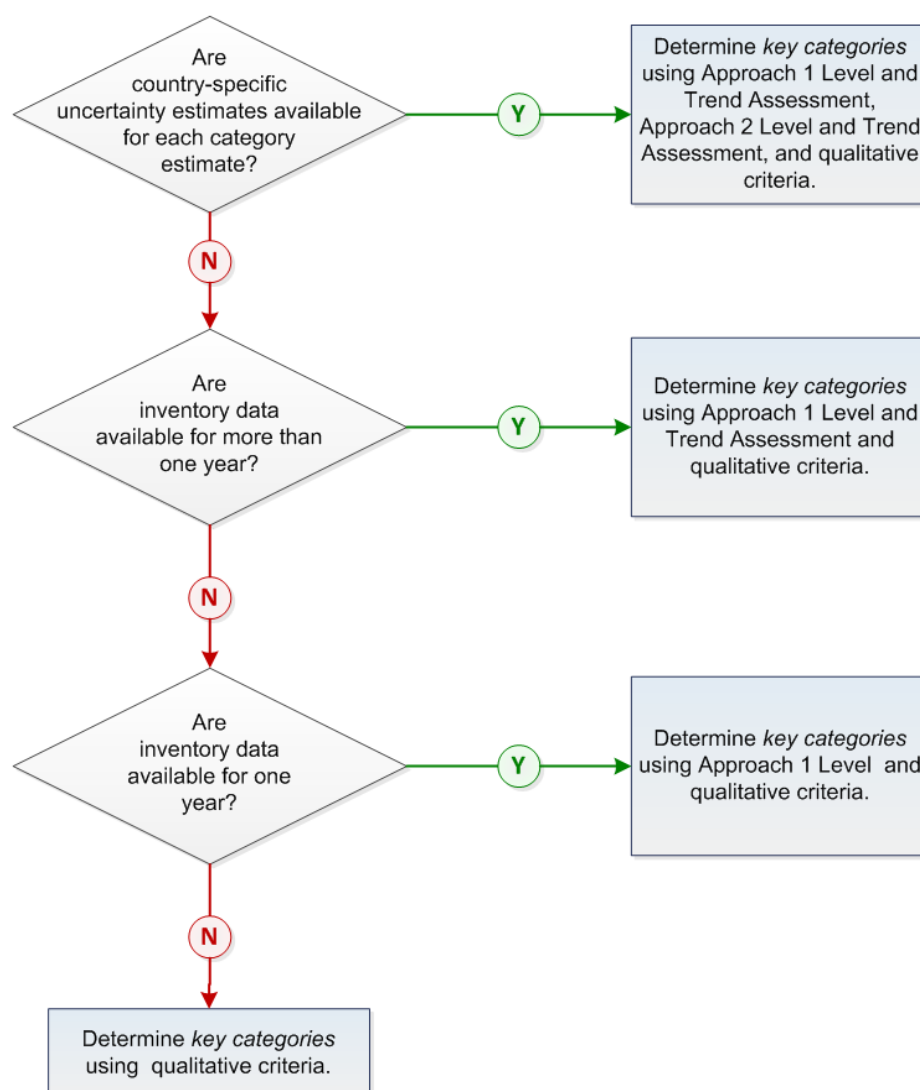 Are
country-specific
uncertainty estimates available
for each category
estimate?
Y
Determine key categories
using Approach 1 Level and
Trend Assessment,
Approach 2 Level and Trend
Assessment, and qualitative
criteria.
N
Are
inventory data
available for more than
one year?
Y
Determine key categories
using Approach 1 Level and
Trend Assessment and
qualitative criteria.
N
Are
inventory data
available for one
year?
Y
Determine key categories
using Approach 1 Level and
qualitative criteria.
N
Determine key categories
using qualitative criteria.